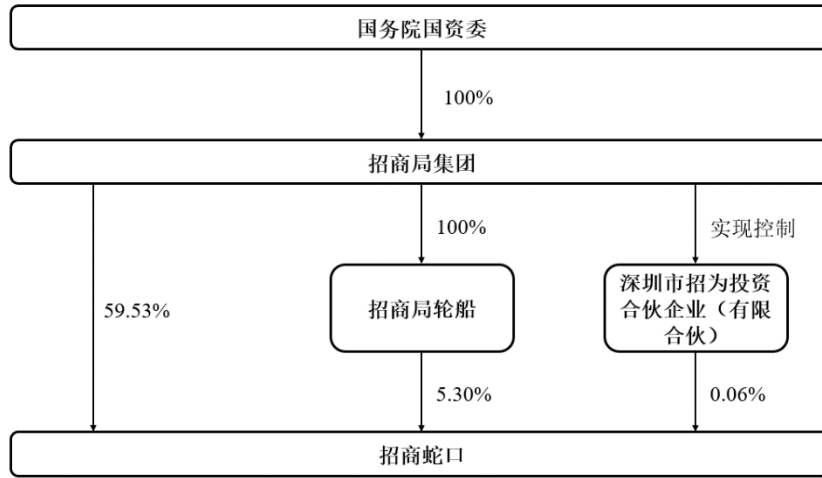 国务院国资委
100%
招商局集团
100%
实现控制
59.53%
招商局轮船
深圳市招为投资
合伙企业（有限
合伙）
5.30%
0.06%
招商蛇口